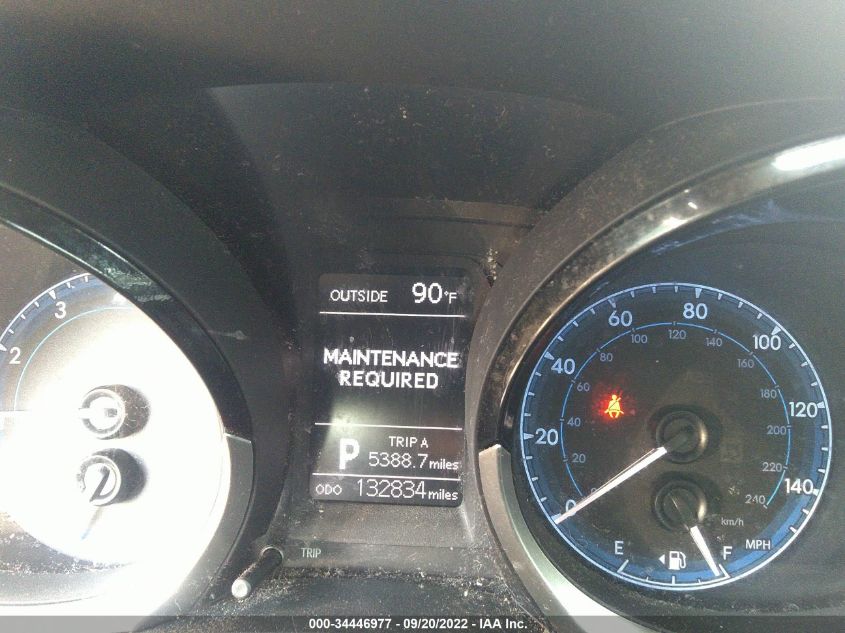 OUTSIDE 90°F
MAINTENANCE
REQUIRED
TRIP A
P 5388.7 miles
ODO 132834 miles
TRIP
2
3
0
20
40
60
80
100
120
140
0
20
40
60
80
100
120
140
160
180
200
220
240
km/h
MPH
E
F
000-34446977 - 09/20/2022 - IAA Inc.